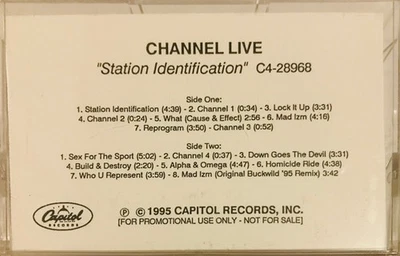 CHANNEL LIVE
"Station Identification" C4-28968
Side One:
1. Station Identification (4:39) - 2. Channel 1 (0:34) - 3. Lock It Up (3:31)
4. Channel 2 (0:24) - 5. What (Cause & Effect) 2:56 - 6. Mad Izm (4:16)
7. Reprogram (3:50) - Channel 3 (0:52)
Side Two:
1. Sex For The Sport (5:02) - 2. Channel 4 (0:37) - 3. Down Goes The Devil (3:31)
4. Build & Destroy (2:20) - 5. Alpha & Omega (4:47) - 6. Homicide Ride (4:38)
7. Who U Represent (3:59) - 8. Mad Izm (Original Buckwild '95 Remix) 3:42
Capitol
RECORDS
℗ © 1995 CAPITOL RECORDS, INC.
[FOR PROMOTIONAL USE ONLY - NOT FOR SALE]